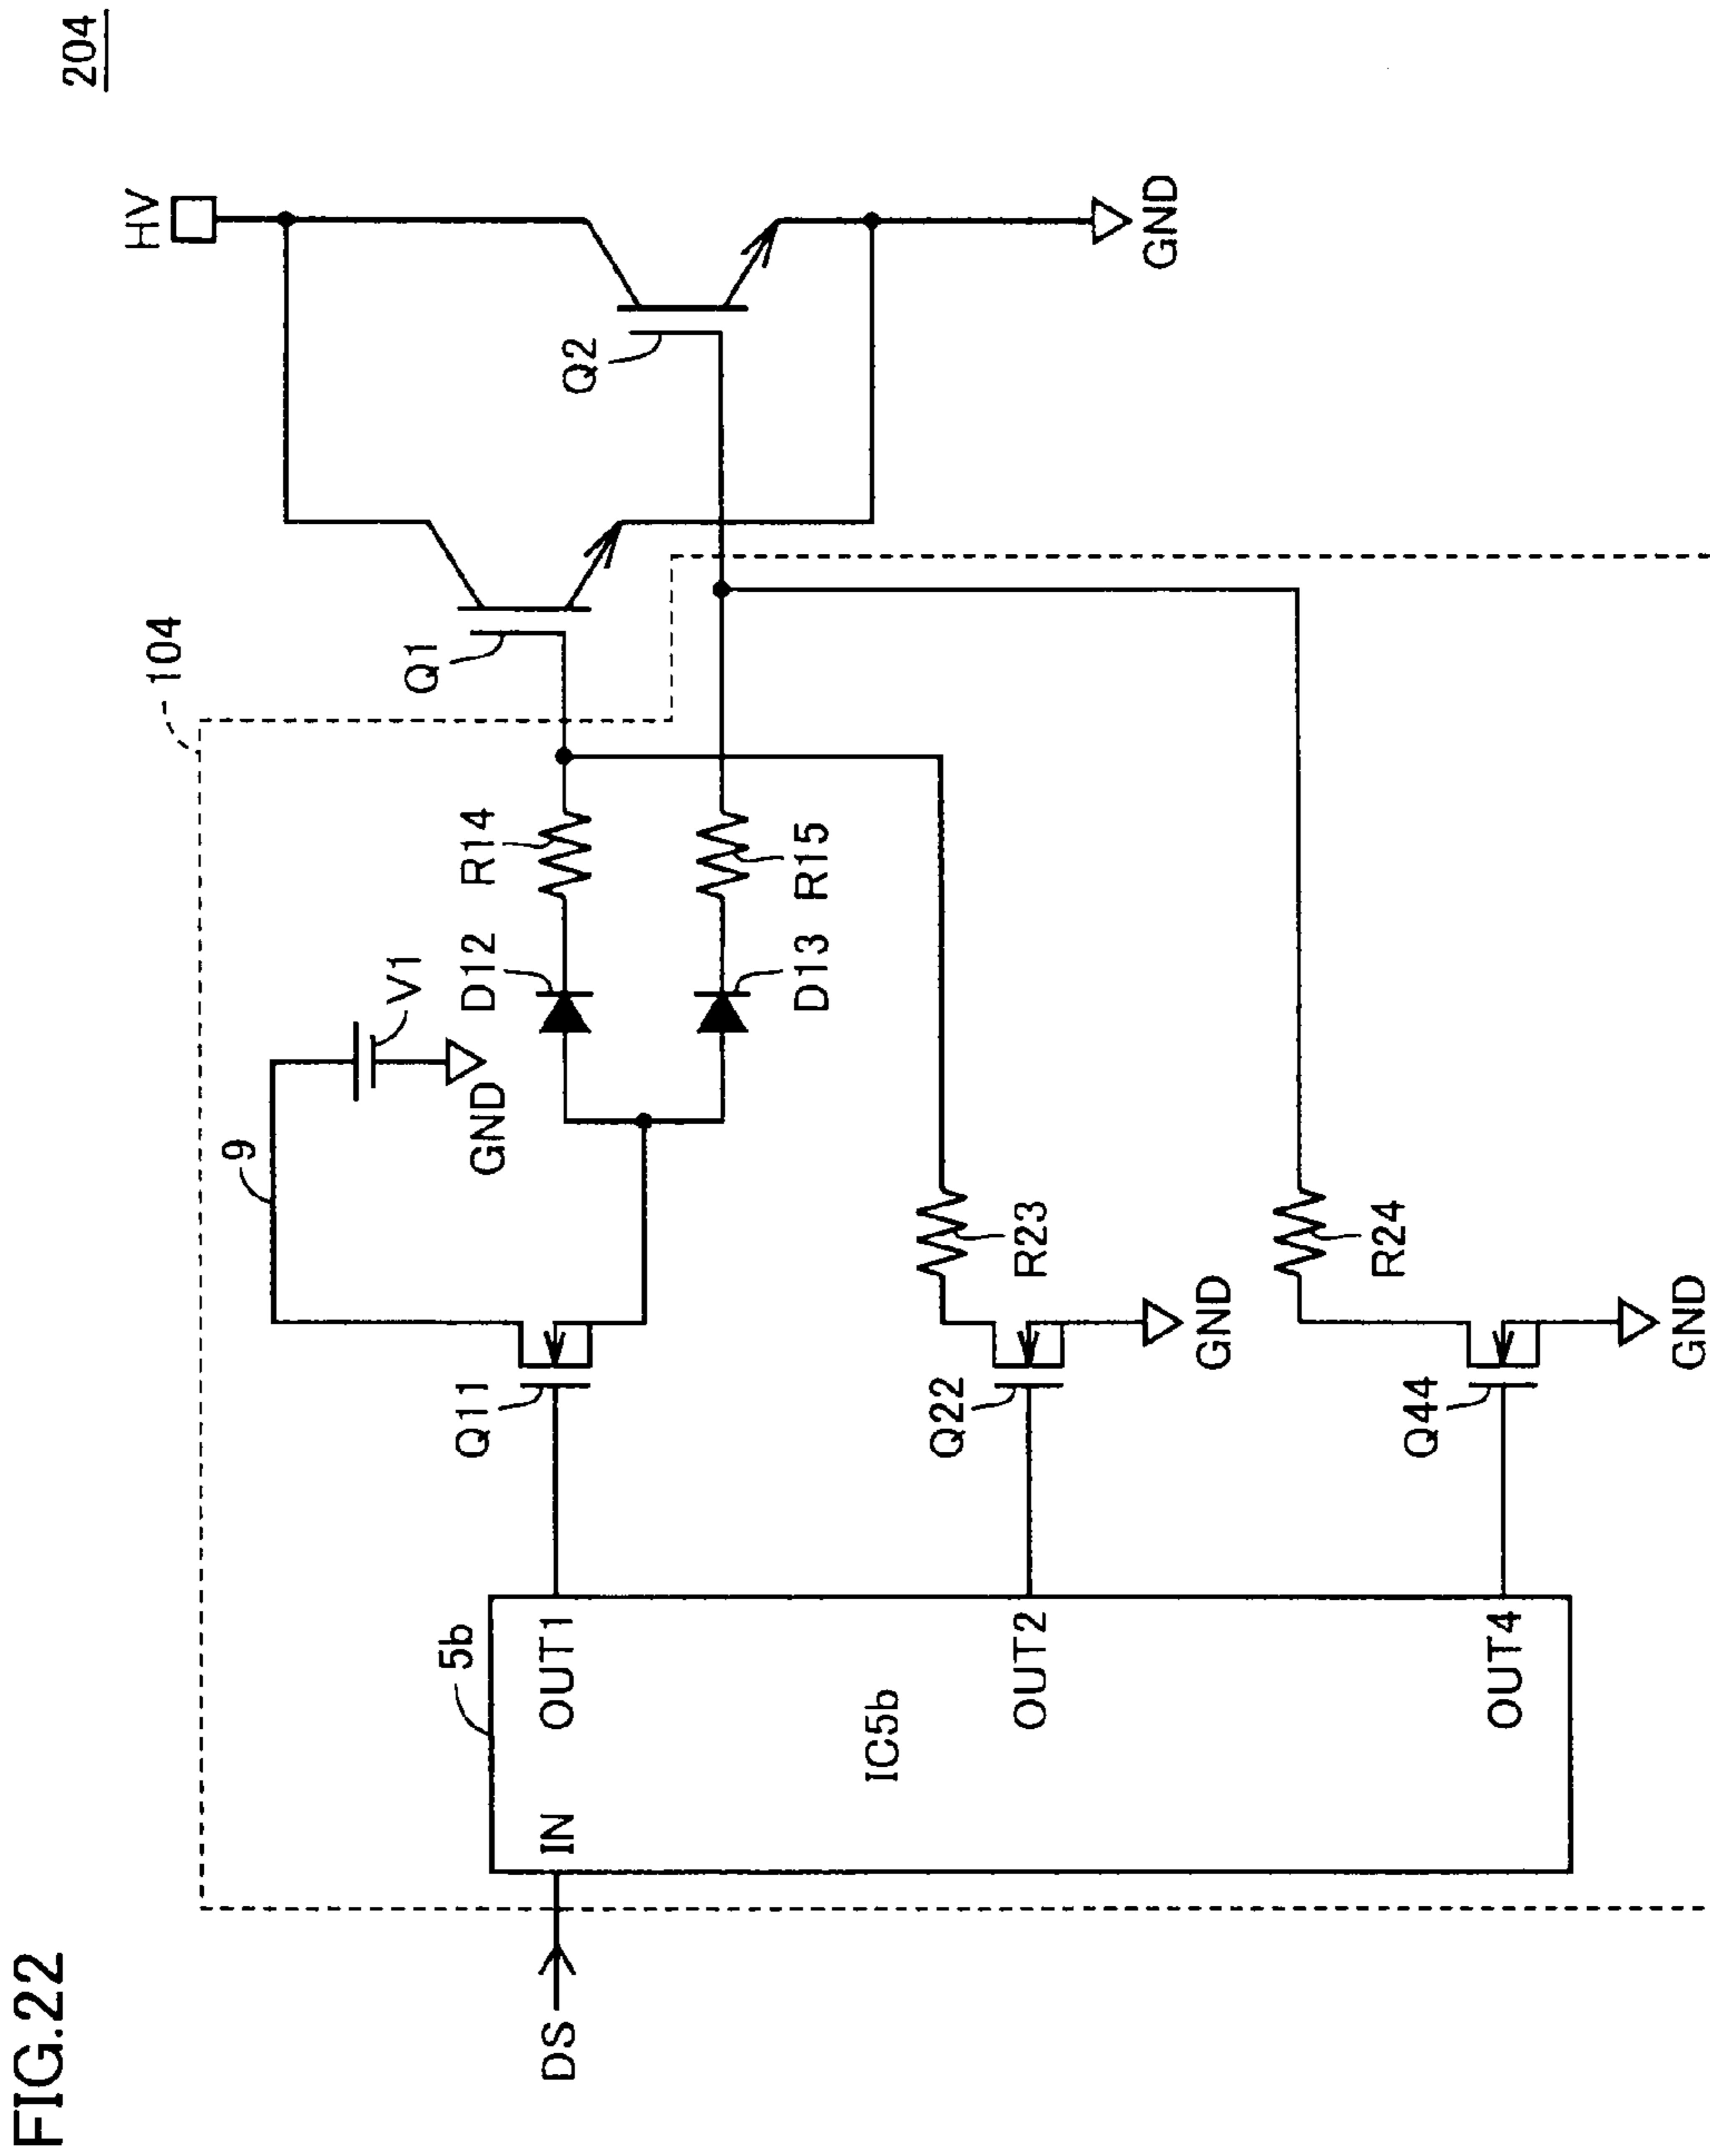 FIG.22
204
104
HV
9
V1
GND
Q1
Q2
D12
R14
D13
R15
GND
5b
DS
IN
OUT1
Q11
IC5b
OUT2
Q22
R23
GND
OUT4
Q44
R24
GND